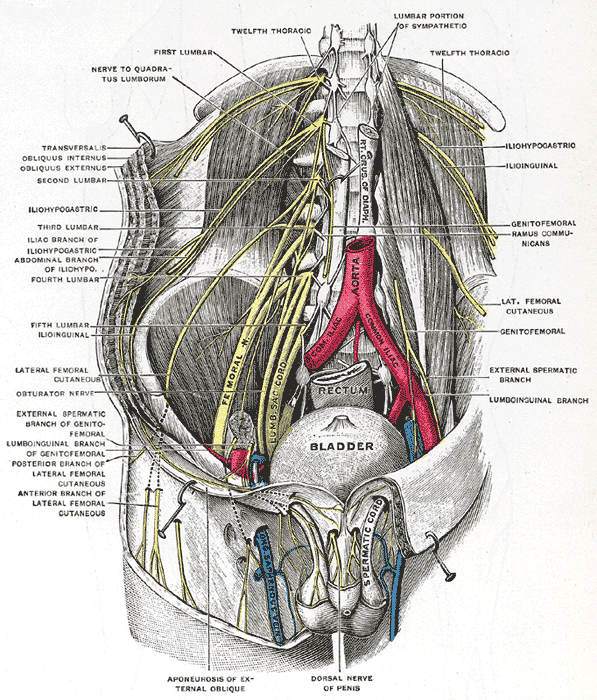 LUMBAR PORTION
OF SYMPATHETIC
TWELFTH THORACIC
FIRST LUMBAR
TWELFTH THORACIC
NERVE TO QUADRA-
TUS LUMBORUM
TRANSVERSALIS
OBLIQUUS INTERNUS
OBLIQUUS EXTERNUS
SECOND LUMBAR
ILIOHYPOGASTRIC
THIRD LUMBAR
ILIAC BRANCH OF
ILIOHYPOGASTRIC
ABDOMINAL BRANCH
OF ILIOHYPO.
FOURTH LUMBAR
FIFTH LUMBAR
ILIOINGUINAL
LATERAL FEMORAL
CUTANEOUS
OBTURATOR NERVE
EXTERNAL SPERMATIC
BRANCH OF GENITO-
FEMORAL
LUMBOINGUINAL BRANCH
OF GENITOFEMORAL
POSTERIOR BRANCH OF
LATERAL FEMORAL
CUTANEOUS
ANTERIOR BRANCH OF
LATERAL FEMORAL
CUTANEOUS
ILIOHYPOGASTRIC
ILIOINGUINAL
GENITOFEMORAL
RAMUS COMMU-
NICANS
LAT. FEMORAL
CUTANEOUS
GENITOFEMORAL
EXTERNAL SPERMATIC
BRANCH
LUMBOINGUINAL BRANCH
RT. CRUS OF DIAPH.
AORTA
COM. ILIAC
COMMON ILIAC
FEMORAL N.
LUMB. SAC. CORD
RECTUM
BLADDER
SPERMATIC CORD
LONG SAPHENOUS VEIN
APONEUROSIS OF EX-
TERNAL OBLIQUE
DORSAL NERVE
OF PENIS